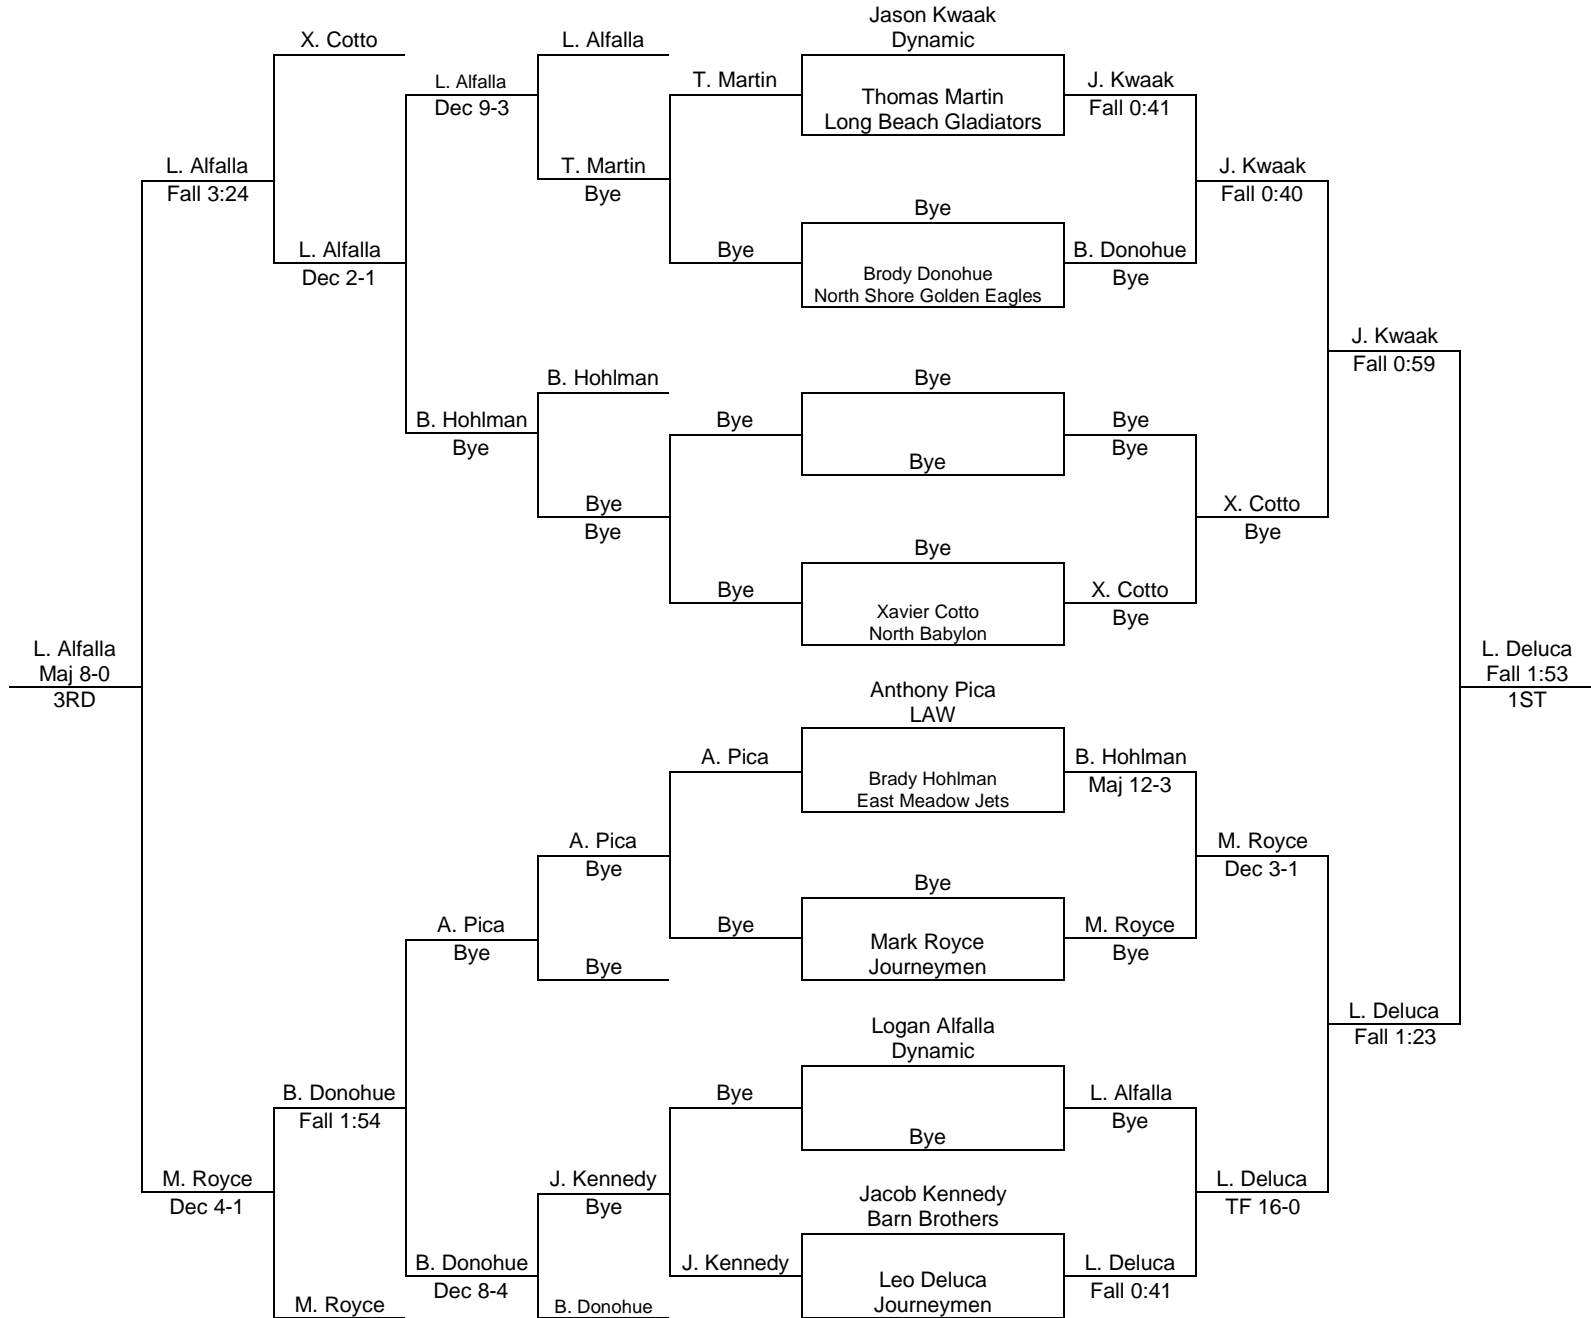 Jason Kwaak
Dynamic
X. Cotto
L. Alfalla
L. Alfalla
Dec 9-3
T. Martin
Thomas Martin
Long Beach Gladiators
J. Kwaak
Fall 0:41
L. Alfalla
Fall 3:24
T. Martin
Bye
J. Kwaak
Fall 0:40
Bye
L. Alfalla
Dec 2-1
Bye
Brody Donohue
North Shore Golden Eagles
B. Donohue
Bye
J. Kwaak
Fall 0:59
B. Hohlman
Bye
B. Hohlman
Bye
Bye
Bye
Bye
Bye
Bye
Bye
X. Cotto
Bye
Bye
Bye
Xavier Cotto
North Babylon
X. Cotto
Bye
L. Alfalla
Maj 8-0
3RD
L. Deluca
Fall 1:53
1ST
Anthony Pica
LAW
A. Pica
Brady Hohlman
East Meadow Jets
B. Hohlman
Maj 12-3
A. Pica
Bye
M. Royce
Dec 3-1
Bye
A. Pica
Bye
Bye
Bye
Mark Royce
Journeymen
M. Royce
Bye
Logan Alfalla
Dynamic
L. Deluca
Fall 1:23
B. Donohue
Fall 1:54
Bye
Bye
L. Alfalla
Bye
M. Royce
Dec 4-1
J. Kennedy
Bye
Jacob Kennedy
Barn Brothers
L. Deluca
TF 16-0
B. Donohue
Dec 8-4
J. Kennedy
Leo Deluca
Journeymen
L. Deluca
Fall 0:41
M. Royce
B. Donohue